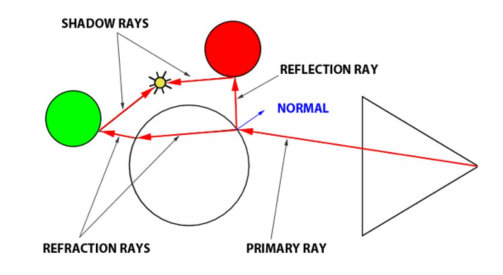 SHADOW RAYS
REFLECTION RAY
NORMAL
REFRACTION RAYS
PRIMARY RAY